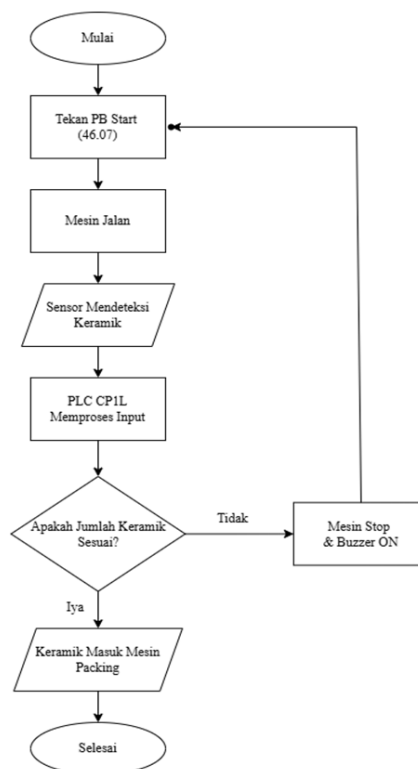 Mulai
Tekan PB Start
(46.07)
Mesin Jalan
Sensor Mendeteksi
Keramik
PLC CP1L
Memproses Input
Apakah Jumlah Keramik
Sesuai?
Tidak
Mesin Stop
& Buzzer ON
Iya
Keramik Masuk Mesin
Packing
Selesai